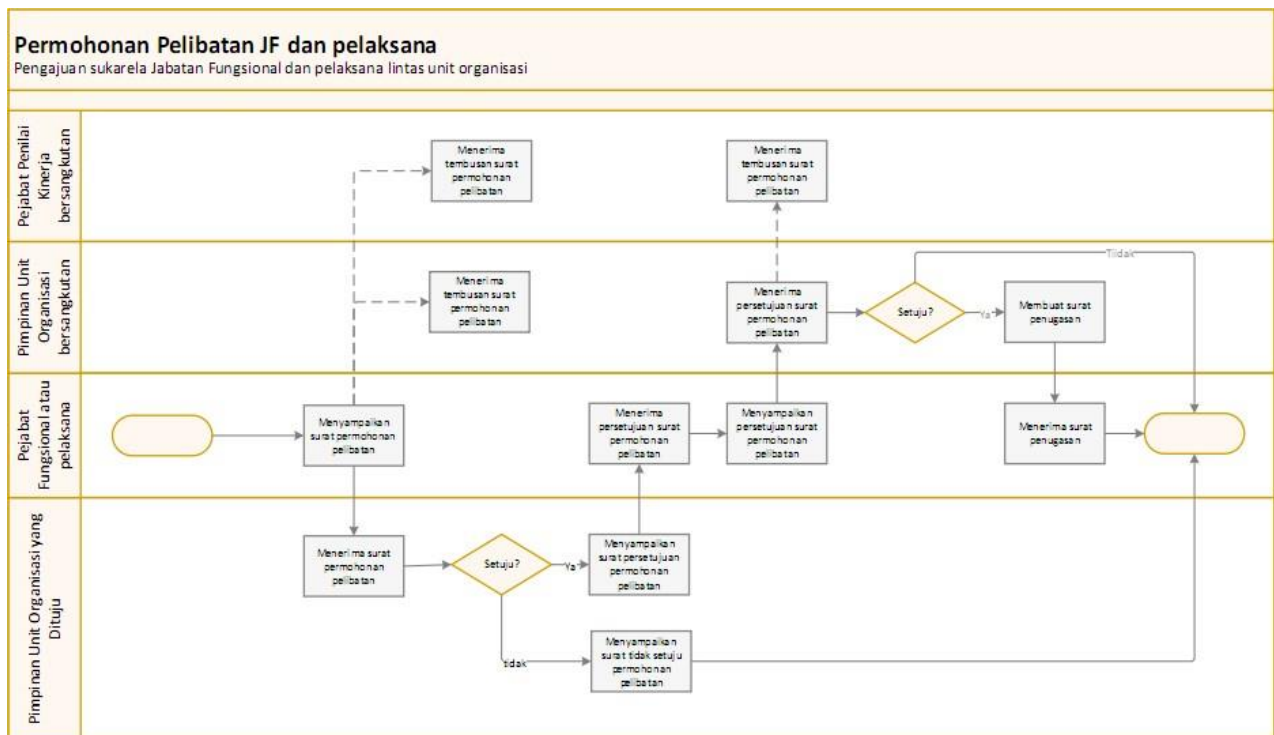 Permohonan Pelibatan JF dan pelaksana
Pengajuan sukarela Jabatan Fungsional dan pelaksana lintas unit organisasi
Pejabat Penilai
Kinerja
bersangkutan
Menerima
tembusan surat
permohonan
pelibatan
Menerima
tembusan surat
permohonan
pelibatan
Pimpinan Unit
Organisasi
bersangkutan
Menerima
tembusan surat
permohonan
pelibatan
Menerima
persetujuan surat
permohonan
pelibatan
Setuju?
Tiidak
Ya
Membuat surat
penugasan
Pejabat
Fungsional atau
pelaksana
Menyampaikan
surat permohonan
pelibatan
Menerima
persetujuan surat
permohonan
pelibatan
Menyampaikan
persetujuan surat
permohonan
pelibatan
Menerima surat
penugasan
Pimpinan Unit Organisasi yang
Dituju
Menerima surat
permohonan
pelibatan
Setuju?
Ya
Menyampaikan
surat persetujuan
permohonan
pelibatan
tidak
Menyampaikan
surat tidak setuju
permohonan
pelibatan